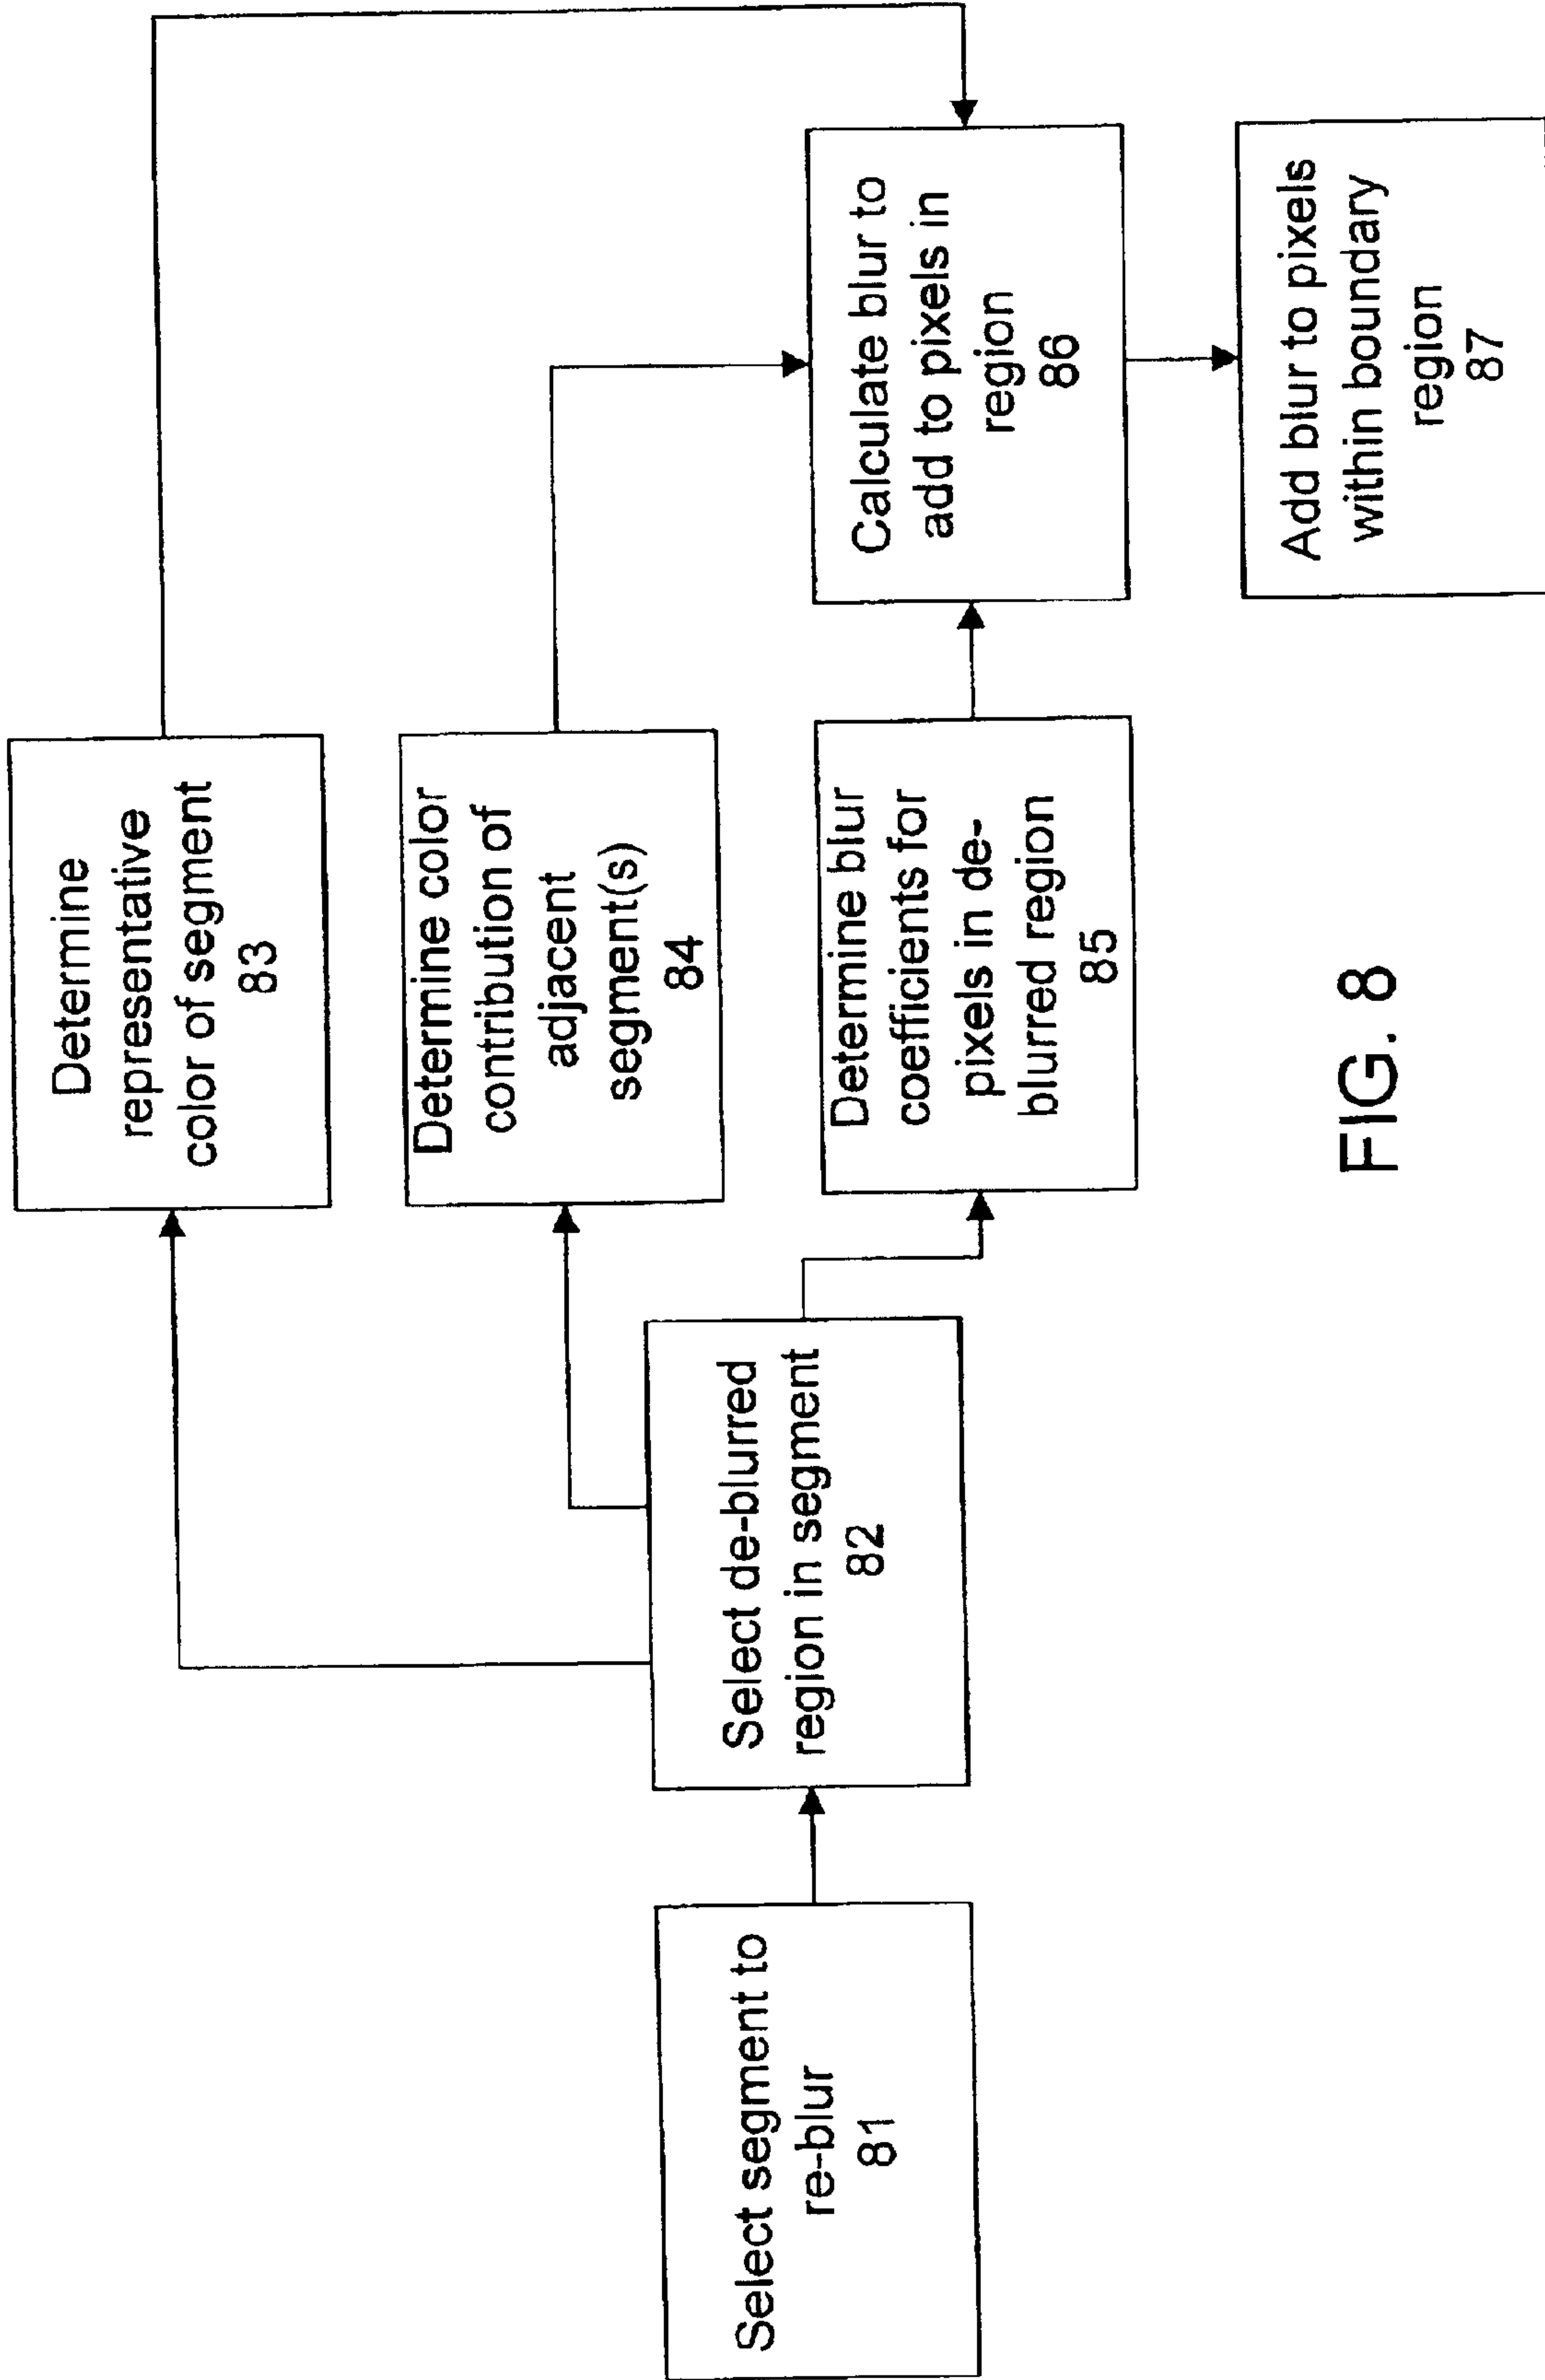 Select segment to
re-blur
81
Select de-blurred
region in segment
82
Determine
representative
color of segment
83
Determine color
contribution of
adjacent
segment(s)
84
Determine blur
coefficients for
pixels in de-
blurred region
85
Calculate blur to
add to pixels in
region
86
Add blur to pixels
within boundary
region
87
FIG. 8